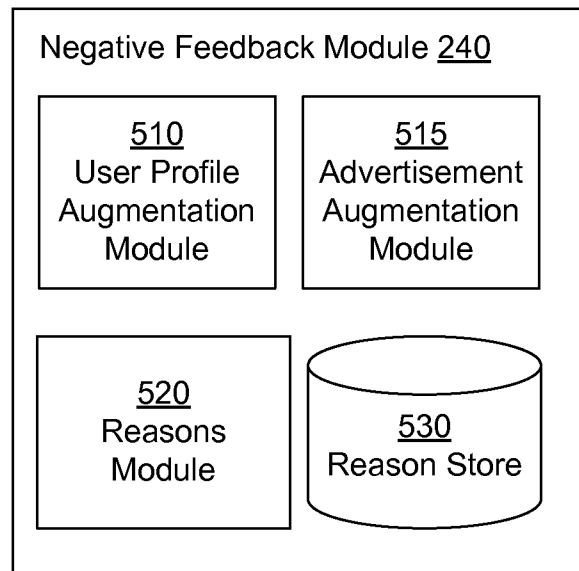 Negative Feedback Module 240
510
User Profile
Augmentation
Module
515
Advertisement
Augmentation
Module
520
Reasons
Module
530
Reason Store